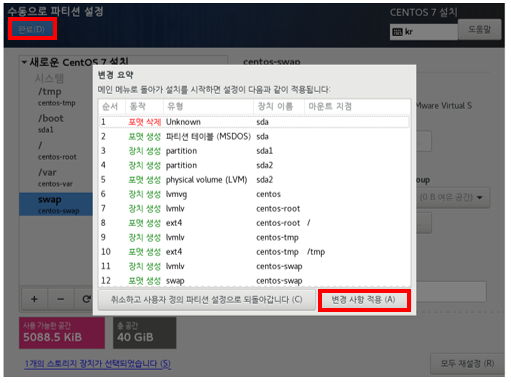 수동으로 파티션 설정
CENTOS 7 설치
완료(D)
kr
도움말
새로운 CentOS 7 설치
centos-swap
시스템
/tmp
centos-tmp
/boot
sda1
/
centos-root
/var
centos-var
swap
centos-swap
VMware Virtual S
(0 B 여유 공간)
변경 요약
메인 메뉴로 돌아가 설치를 시작하면 설정이 다음과 같이 적용됩니다:
순서 동작 유형 장치 이름 마운트 지점
1 포맷 삭제 Unknown sda
2 포맷 생성 파티션 테이블 (MSDOS) sda
3 장치 생성 partition sda1
4 장치 생성 partition sda2
5 포맷 생성 physical volume (LVM) sda2
6 장치 생성 lvmvg centos
7 장치 생성 lvmlv centos-root
8 포맷 생성 ext4 centos-root /
9 장치 생성 lvmlv centos-tmp
10 포맷 생성 ext4 centos-tmp /tmp
11 장치 생성 lvmlv centos-swap
12 포맷 생성 swap centos-swap
취소하고 사용자 정의 파티션 설정으로 되돌아갑니다 (C)
변경 사항 적용 (A)
+ −
사용 가능한 공간
5088.5 KiB
총 공간
40 GiB
1개의 스토리지 장치가 선택되었습니다 (S)
모두 재설정 (R)